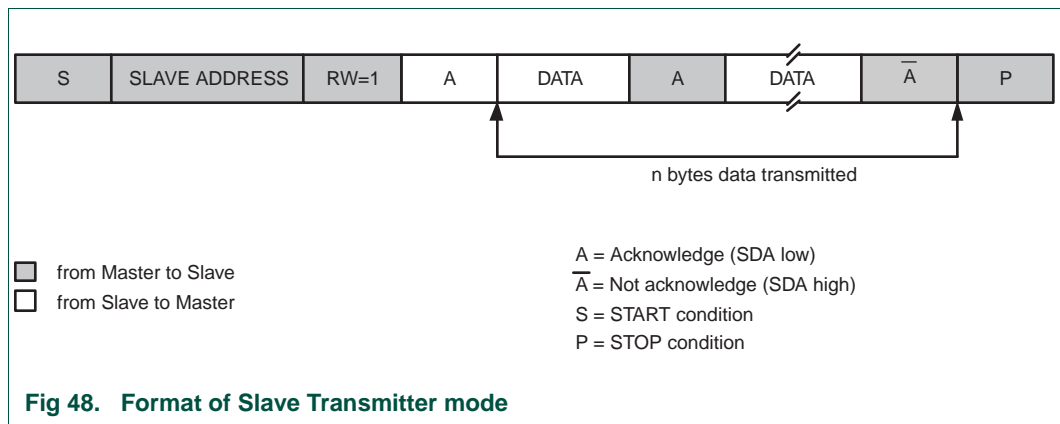 S SLAVE ADDRESS RW=1 A DATA A DATA A̅ P
n bytes data transmitted
from Master to Slave
from Slave to Master
A = Acknowledge (SDA low)
A̅ = Not acknowledge (SDA high)
S = START condition
P = STOP condition
Fig 48. Format of Slave Transmitter mode